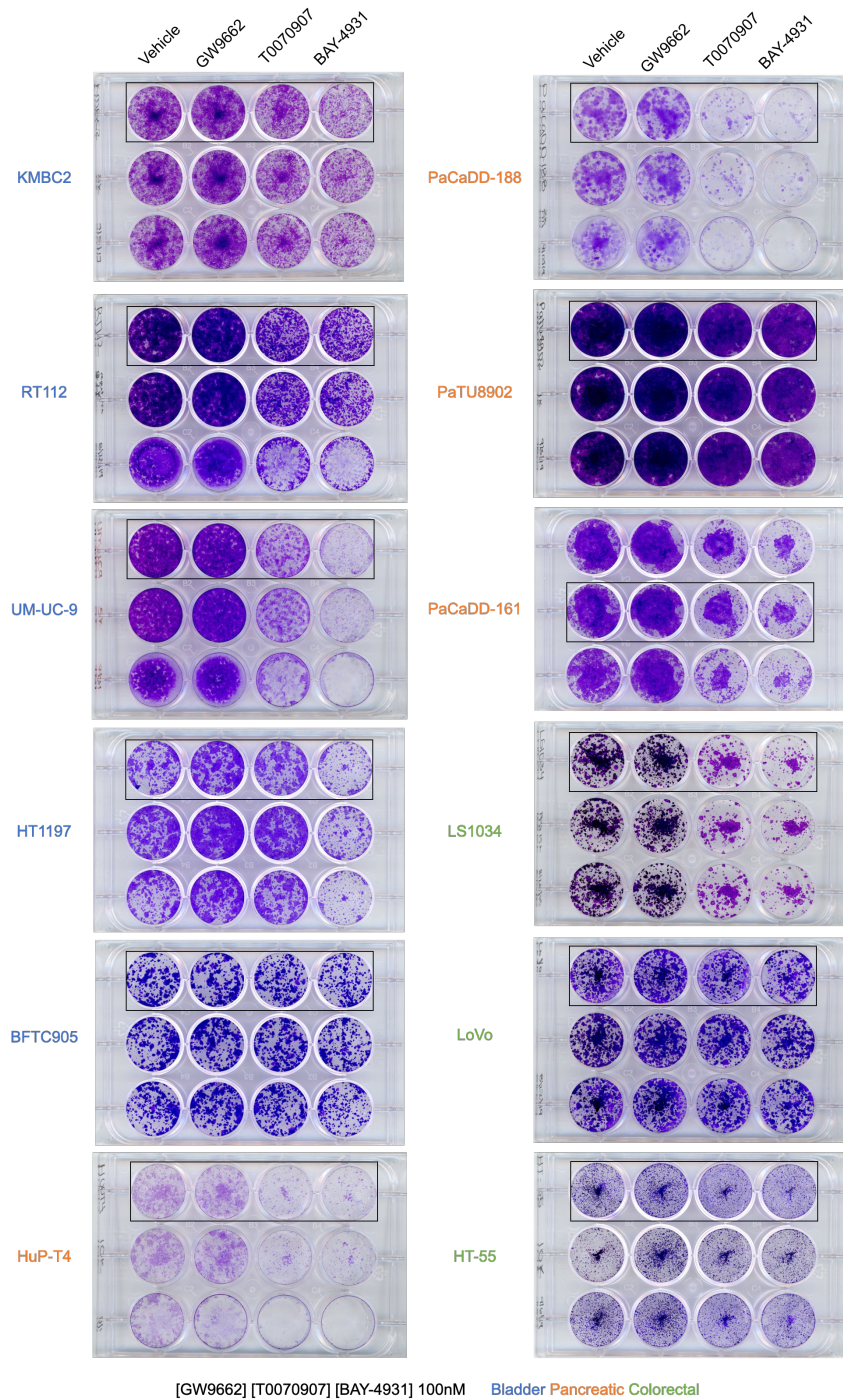 Vehicle GW9662 T0070907 BAY-4931
Vehicle GW9662 T0070907 BAY-4931
KMBC2
PaCaDD-188
RT112
PaTU8902
UM-UC-9
PaCaDD-161
HT1197
LS1034
BFTC905
LoVo
HuP-T4
HT-55
[GW9662] [T0070907] [BAY-4931] 100nM Bladder Pancreatic Colorectal